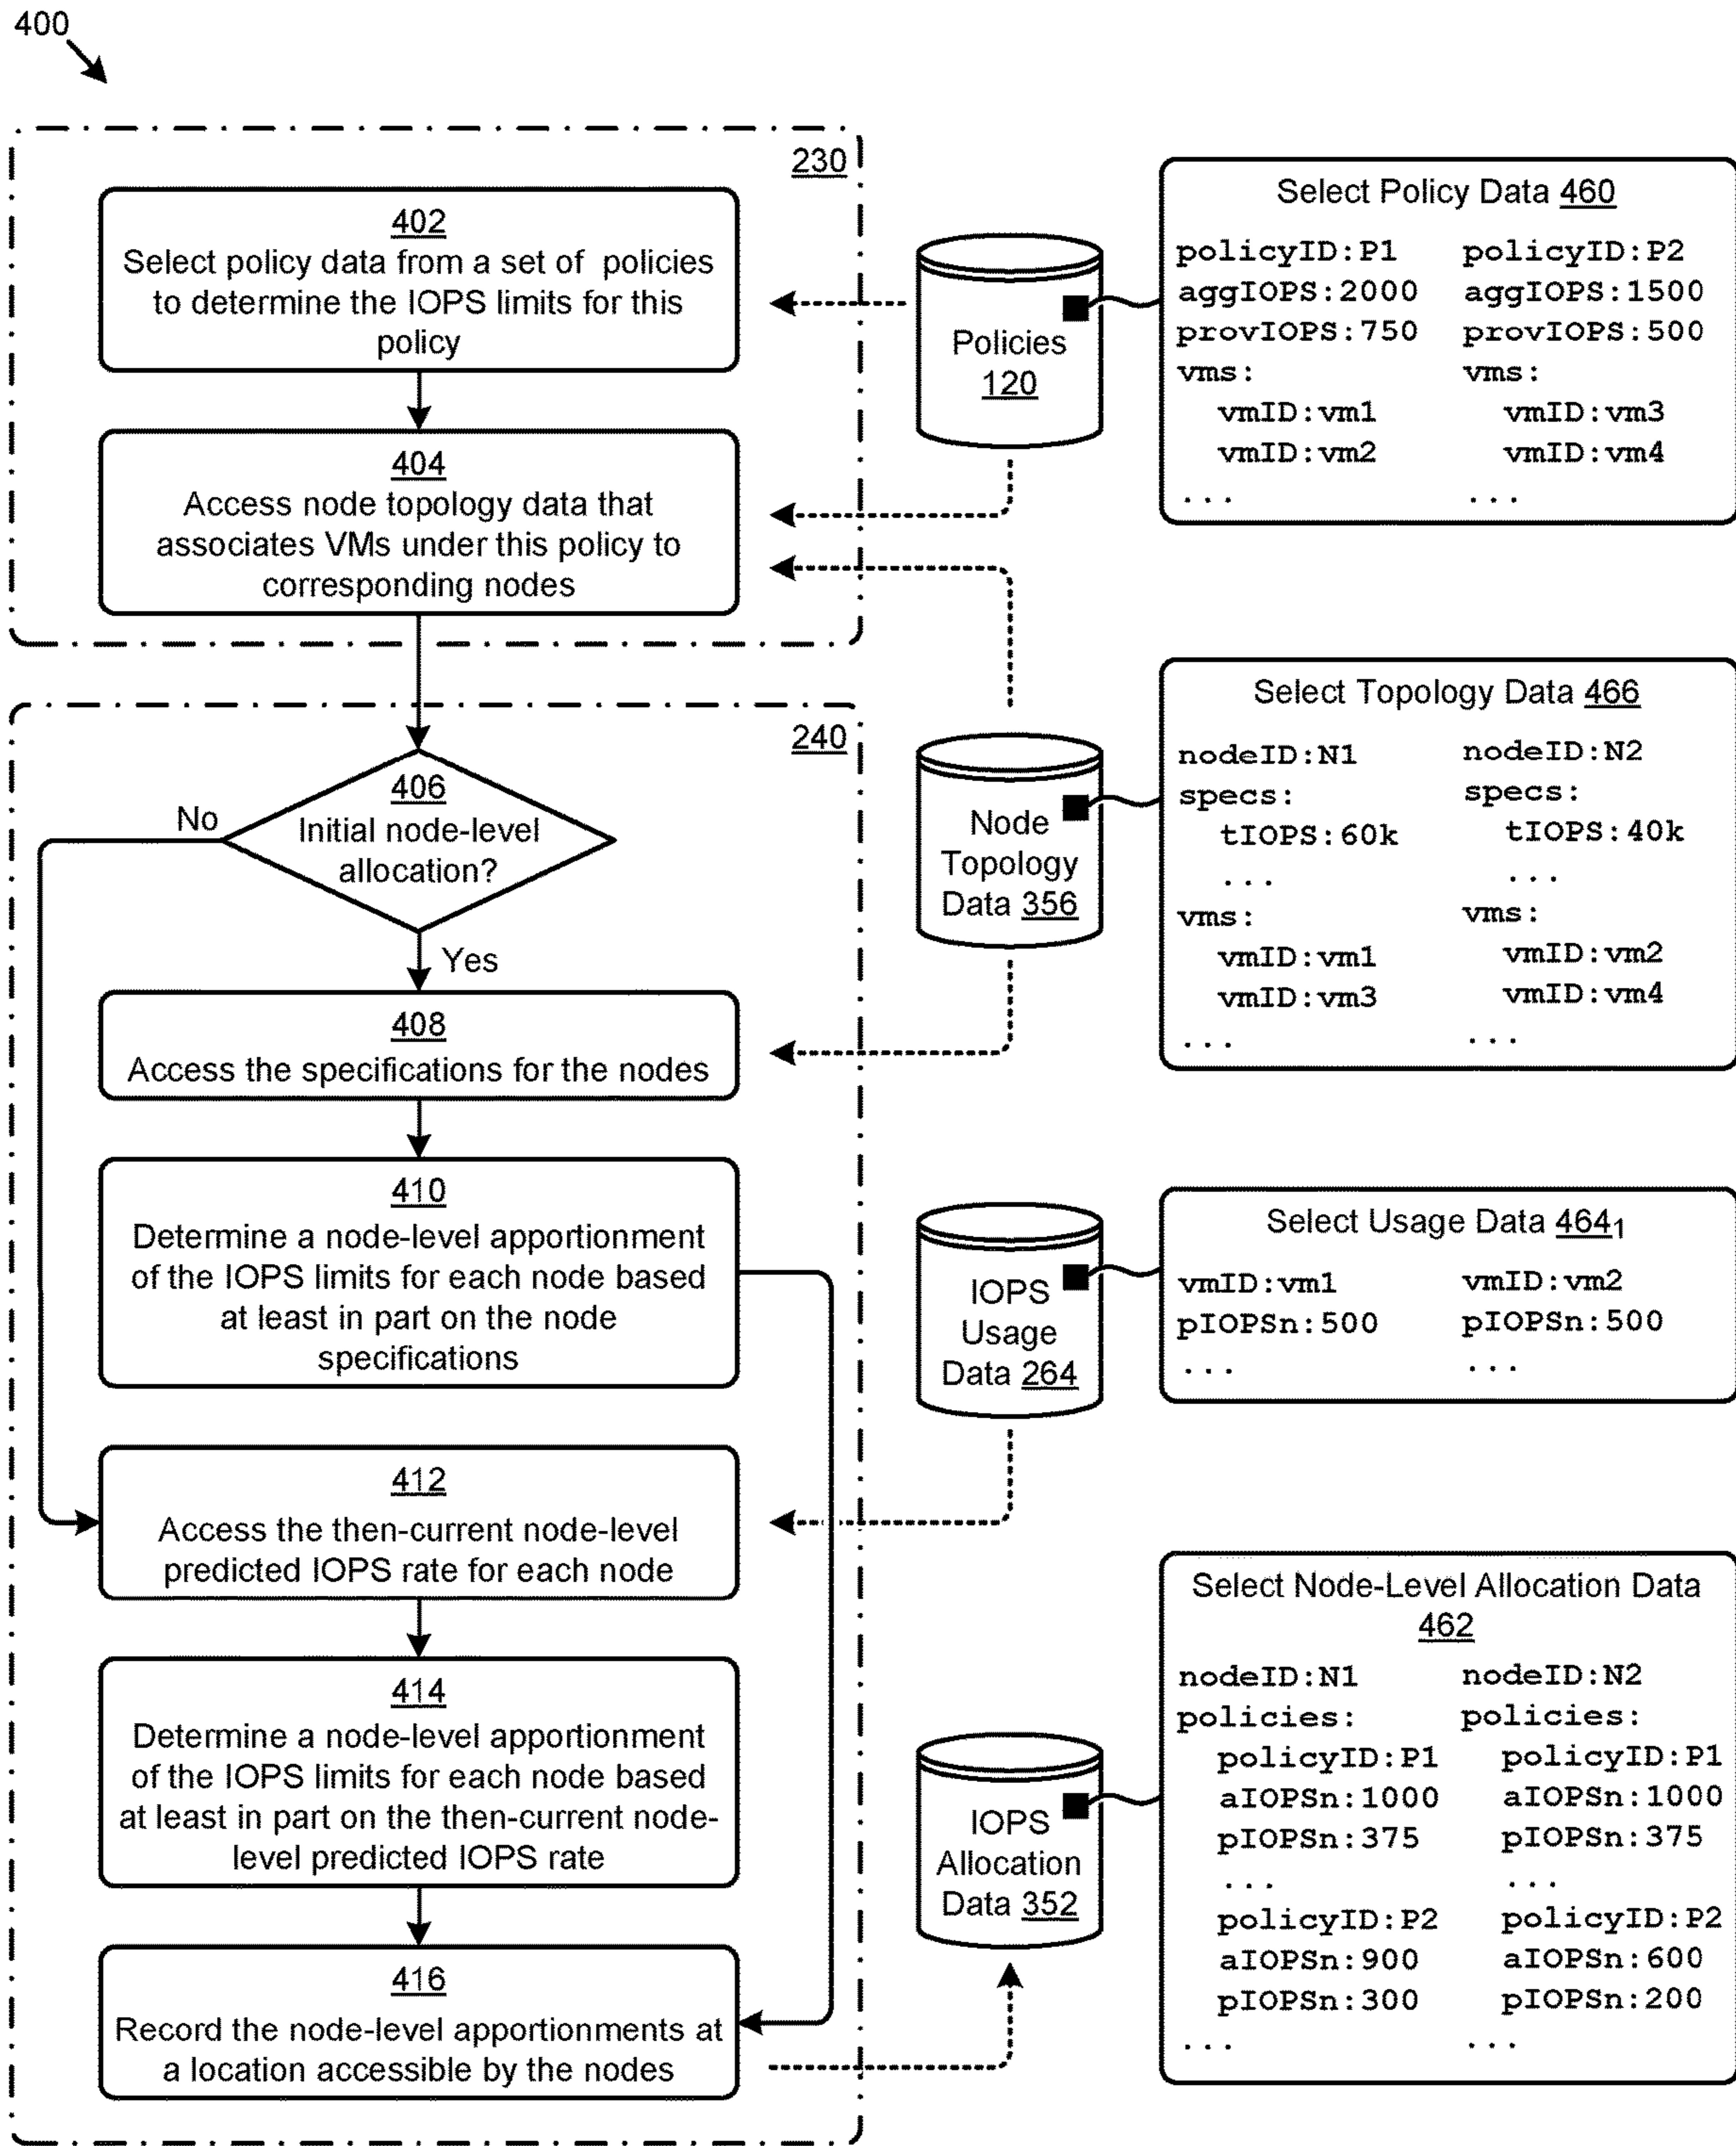 400
230
402
Select policy data from a set of policies
to determine the IOPS limits for this
policy
404
Access node topology data that
associates VMs under this policy to
corresponding nodes
240
406
Initial node-level
allocation?
No
Yes
408
Access the specifications for the nodes
410
Determine a node-level apportionment
of the IOPS limits for each node based
at least in part on the node
specifications
412
Access the then-current node-level
predicted IOPS rate for each node
414
Determine a node-level apportionment
of the IOPS limits for each node based
at least in part on the then-current node-
level predicted IOPS rate
416
Record the node-level apportionments at
a location accessible by the nodes
Policies
120
Node
Topology
Data 356
IOPS
Usage
Data 264
IOPS
Allocation
Data 352
Select Policy Data 460
policyID:P1 policyID:P2
aggIOPS:2000 aggIOPS:1500
provIOPS:750 provIOPS:500
vms: vms:
vmID:vm1 vmID:vm3
vmID:vm2 vmID:vm4
... ...
Select Topology Data 466
nodeID:N1 nodeID:N2
specs: specs:
tIOPS:60k tIOPS:40k
... ...
vms: vms:
vmID:vm1 vmID:vm2
vmID:vm3 vmID:vm4
... ...
Select Usage Data 464₁
vmID:vm1 vmID:vm2
pIOPSn:500 pIOPSn:500
... ...
Select Node-Level Allocation Data
462
nodeID:N1 nodeID:N2
policies: policies:
policyID:P1 policyID:P1
aIOPSn:1000 aIOPSn:1000
pIOPSn:375 pIOPSn:375
... ...
policyID:P2 policyID:P2
aIOPSn:900 aIOPSn:600
pIOPSn:300 pIOPSn:200
... ...